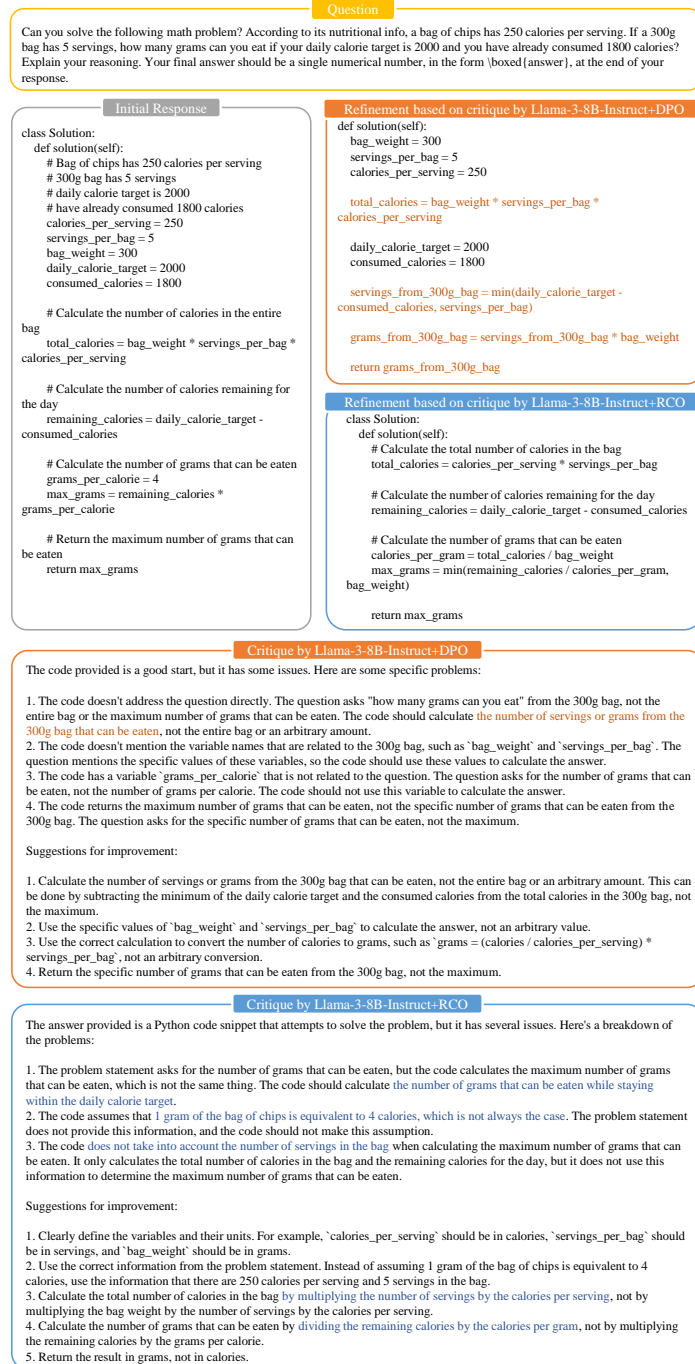 Question
Can you solve the following math problem? According to its nutritional info, a bag of chips has 250 calories per serving. If a 300g
bag has 5 servings, how many grams can you eat if your daily calorie target is 2000 and you have already consumed 1800 calories?
Explain your reasoning. Your final answer should be a single numerical number, in the form \boxed{answer}, at the end of your
response.
Initial Response
class Solution:
def solution(self):
# Bag of chips has 250 calories per serving
# 300g bag has 5 servings
# daily calorie target is 2000
# have already consumed 1800 calories
calories_per_serving = 250
servings_per_bag = 5
bag_weight = 300
daily_calorie_target = 2000
consumed_calories = 1800
# Calculate the number of calories in the entire
bag
total_calories = bag_weight * servings_per_bag *
calories_per_serving
# Calculate the number of calories remaining for
the day
remaining_calories = daily_calorie_target -
consumed_calories
# Calculate the number of grams that can be eaten
grams_per_calorie = 4
max_grams = remaining_calories *
grams_per_calorie
# Return the maximum number of grams that can
be eaten
return max_grams
Refinement based on critique by Llama-3-8B-Instruct+DPO
def solution(self):
bag_weight = 300
servings_per_bag = 5
calories_per_serving = 250
total_calories = bag_weight * servings_per_bag *
calories_per_serving
daily_calorie_target = 2000
consumed_calories = 1800
servings_from_300g_bag = min(daily_calorie_target -
consumed_calories, servings_per_bag)
grams_from_300g_bag = servings_from_300g_bag * bag_weight
return grams_from_300g_bag
Refinement based on critique by Llama-3-8B-Instruct+RCO
class Solution:
def solution(self):
# Calculate the total number of calories in the bag
total_calories = calories_per_serving * servings_per_bag
# Calculate the number of calories remaining for the day
remaining_calories = daily_calorie_target - consumed_calories
# Calculate the number of grams that can be eaten
calories_per_gram = total_calories / bag_weight
max_grams = min(remaining_calories / calories_per_gram,
bag_weight)
return max_grams
Critique by Llama-3-8B-Instruct+DPO
The code provided is a good start, but it has some issues. Here are some specific problems:
1. The code doesn't address the question directly. The question asks "how many grams can you eat" from the 300g bag, not the
entire bag or the maximum number of grams that can be eaten. The code should calculate the number of servings or grams from the
300g bag that can be eaten, not the entire bag or an arbitrary amount.
2. The code doesn't mention the variable names that are related to the 300g bag, such as `bag_weight` and `servings_per_bag`. The
question mentions the specific values of these variables, so the code should use these values to calculate the answer.
3. The code has a variable `grams_per_calorie` that is not related to the question. The question asks for the number of grams that can
be eaten, not the number of grams per calorie. The code should not use this variable to calculate the answer.
4. The code returns the maximum number of grams that can be eaten, not the specific number of grams that can be eaten from the
300g bag. The question asks for the specific number of grams that can be eaten, not the maximum.
Suggestions for improvement:
1. Calculate the number of servings or grams from the 300g bag that can be eaten, not the entire bag or an arbitrary amount. This can
be done by subtracting the minimum of the daily calorie target and the consumed calories from the total calories in the 300g bag, not
the maximum.
2. Use the specific values of `bag_weight` and `servings_per_bag` to calculate the answer, not an arbitrary value.
3. Use the correct calculation to convert the number of calories to grams, such as `grams = (calories / calories_per_serving) *
servings_per_bag`, not an arbitrary conversion.
4. Return the specific number of grams that can be eaten from the 300g bag, not the maximum.
Critique by Llama-3-8B-Instruct+RCO
The answer provided is a Python code snippet that attempts to solve the problem, but it has several issues. Here's a breakdown of
the problems:
1. The problem statement asks for the number of grams that can be eaten, but the code calculates the maximum number of grams
that can be eaten, which is not the same thing. The code should calculate the number of grams that can be eaten while staying
within the daily calorie target.
2. The code assumes that 1 gram of the bag of chips is equivalent to 4 calories, which is not always the case. The problem statement
does not provide this information, and the code should not make this assumption.
3. The code does not take into account the number of servings in the bag when calculating the maximum number of grams that can
be eaten. It only calculates the total number of calories in the bag and the remaining calories for the day, but it does not use this
information to determine the maximum number of grams that can be eaten.
Suggestions for improvement:
1. Clearly define the variables and their units. For example, `calories_per_serving` should be in calories, `servings_per_bag` should
be in servings, and `bag_weight` should be in grams.
2. Use the correct information from the problem statement. Instead of assuming 1 gram of the bag of chips is equivalent to 4
calories, use the information that there are 250 calories per serving and 5 servings in the bag.
3. Calculate the total number of calories in the bag by multiplying the number of servings by the calories per serving, not by
multiplying the bag weight by the number of servings by the calories per serving.
4. Calculate the number of grams that can be eaten by dividing the remaining calories by the calories per gram, not by multiplying
the remaining calories by the grams per calorie.
5. Return the result in grams, not in calories.